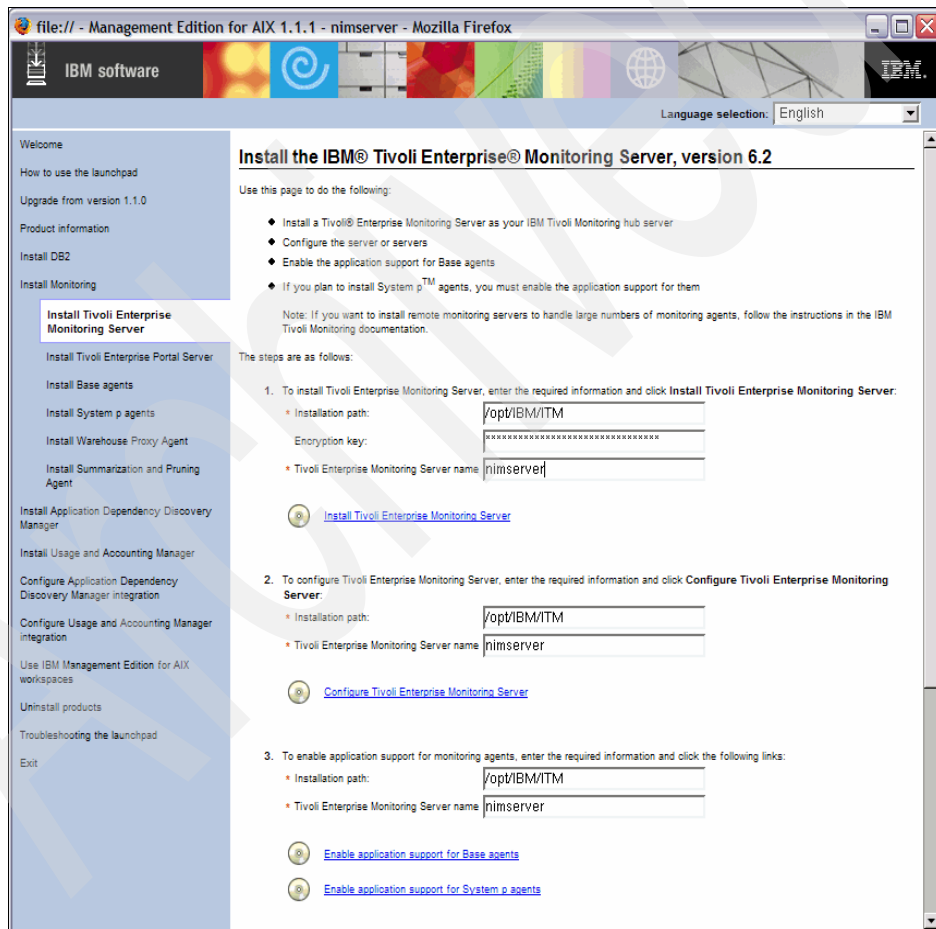 file:// - Management Edition for AIX 1.1.1 - nimserver - Mozilla Firefox
IBM software
IBM.
Language selection: English
Welcome
How to use the launchpad
Upgrade from version 1.1.0
Product information
Install DB2
Install Monitoring
Install Tivoli Enterprise
Monitoring Server
Install Tivoli Enterprise Portal Server
Install Base agents
Install System p agents
Install Warehouse Proxy Agent
Install Summarization and Pruning
Agent
Install Application Dependency Discovery
Manager
Install Usage and Accounting Manager
Configure Application Dependency
Discovery Manager integration
Configure Usage and Accounting Manager
integration
Use IBM Management Edition for AIX
workspaces
Uninstall products
Troubleshooting the launchpad
Exit
Install the IBM® Tivoli Enterprise® Monitoring Server, version 6.2
Use this page to do the following:
Install a Tivoli® Enterprise Monitoring Server as your IBM Tivoli Monitoring hub server
Configure the server or servers
Enable the application support for Base agents
If you plan to install System p™ agents, you must enable the application support for them
Note: If you want to install remote monitoring servers to handle large numbers of monitoring agents, follow the instructions in the IBM
Tivoli Monitoring documentation.
The steps are as follows:
1. To install Tivoli Enterprise Monitoring Server, enter the required information and click Install Tivoli Enterprise Monitoring Server:
* Installation path: /opt/IBM/ITM
Encryption key: ********************************
* Tivoli Enterprise Monitoring Server name nimserver
Install Tivoli Enterprise Monitoring Server
2. To configure Tivoli Enterprise Monitoring Server, enter the required information and click Configure Tivoli Enterprise Monitoring
Server:
* Installation path: /opt/IBM/ITM
* Tivoli Enterprise Monitoring Server name nimserver
Configure Tivoli Enterprise Monitoring Server
3. To enable application support for monitoring agents, enter the required information and click the following links:
* Installation path: /opt/IBM/ITM
* Tivoli Enterprise Monitoring Server name nimserver
Enable application support for Base agents
Enable application support for System p agents